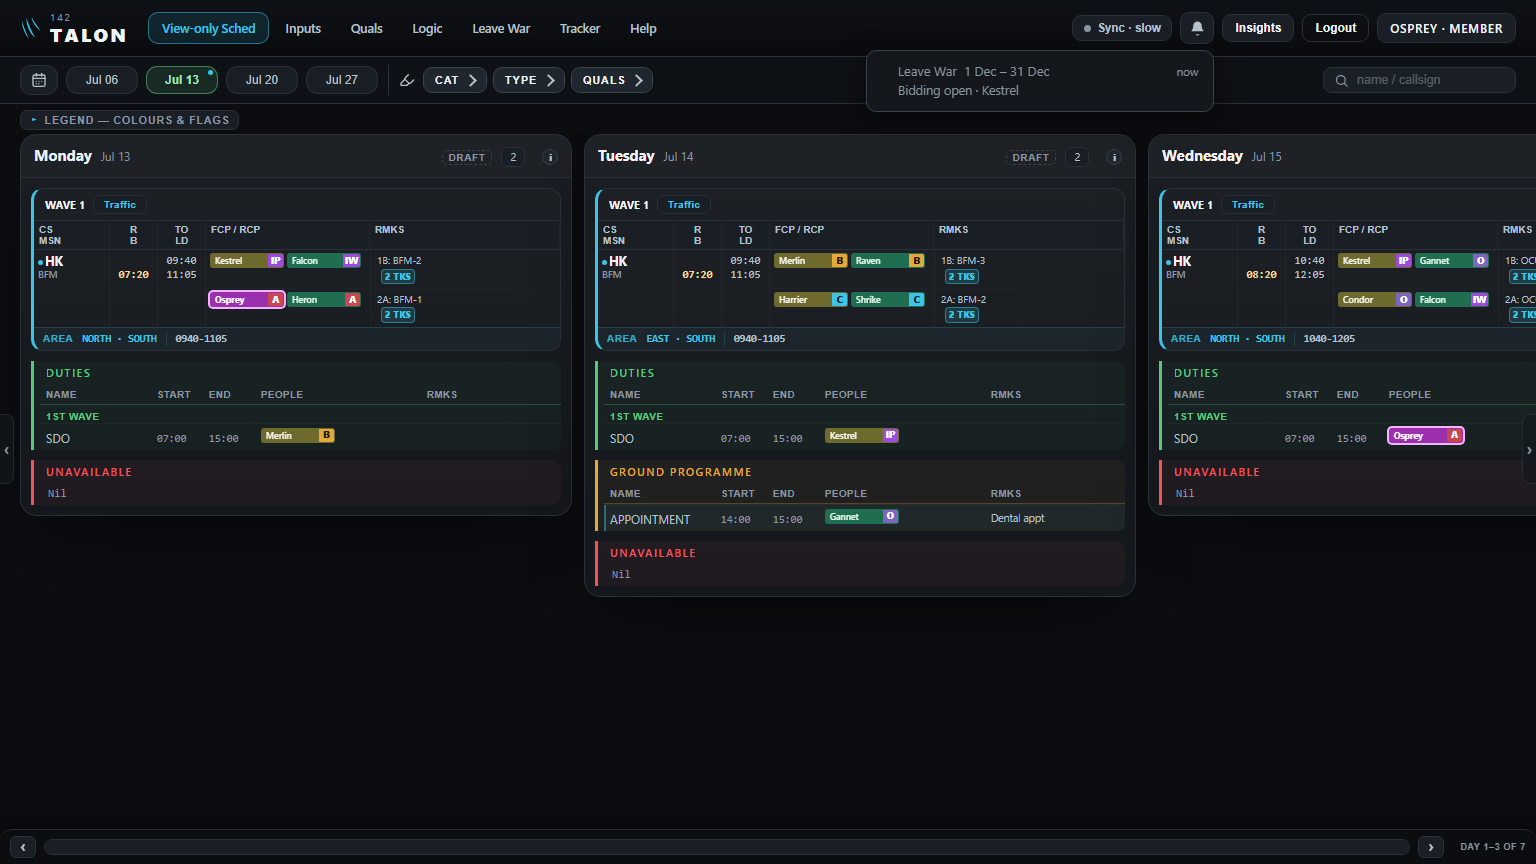 142
TALON
View-only Sched
Inputs
Quals
Logic
Leave War
Tracker
Help
Sync · slow
Insights
Logout
OSPREY · MEMBER
Jul 06
Jul 13
Jul 20
Jul 27
CAT
TYPE
QUALS
name / callsign
Leave War 1 Dec – 31 Dec
now
Bidding open · Kestrel
LEGEND — COLOURS & FLAGS
Monday Jul 13
DRAFT
2
i
WAVE 1 Traffic
CS R TO FCP / RCP RMKS
MSN B LD
HK 09:40 Kestrel IP Falcon IW 1B: BFM-2
BFM 07:20 11:05 2 TKS
Osprey A Heron A 2A: BFM-1
2 TKS
AREA NORTH · SOUTH 0940-1105
DUTIES
NAME START END PEOPLE RMKS
1ST WAVE
SDO 07:00 15:00 Merlin B
UNAVAILABLE
Nil
Tuesday Jul 14
DRAFT
2
i
WAVE 1 Traffic
CS R TO FCP / RCP RMKS
MSN B LD
HK 09:40 Merlin B Raven B 1B: BFM-3
BFM 07:20 11:05 2 TKS
Harrier C Shrike C 2A: BFM-2
2 TKS
AREA EAST · SOUTH 0940-1105
DUTIES
NAME START END PEOPLE RMKS
1ST WAVE
SDO 07:00 15:00 Kestrel IP
GROUND PROGRAMME
NAME START END PEOPLE RMKS
APPOINTMENT 14:00 15:00 Gannet O Dental appt
UNAVAILABLE
Nil
Wednesday Jul 15
WAVE 1 Traffic
CS R TO FCP / RCP RMKS
MSN B LD
HK 10:40 Kestrel IP Gannet O 1B:
BFM 08:20 12:05 2
Condor O Falcon IW 2A:
2
AREA NORTH · SOUTH 1040-1205
DUTIES
NAME START END PEOPLE
1ST WAVE
SDO 07:00 15:00 Osprey A
UNAVAILABLE
Nil
DAY 1–3 OF 7